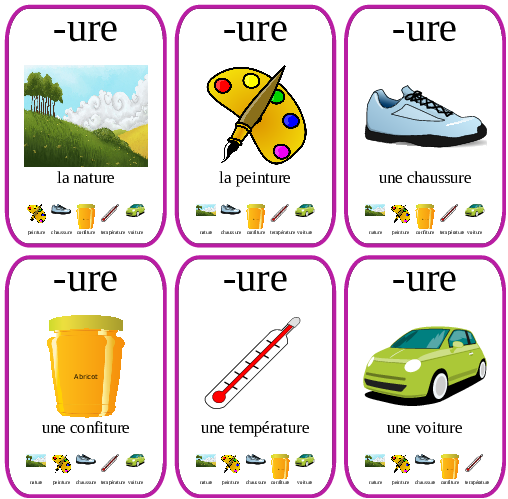 -ure
la nature
peinture chaussure confiture température voiture
-ure
la peinture
nature chaussure confiture température voiture
-ure
une chaussure
nature peinture confiture température voiture
-ure
Abricot
une confiture
nature peinture chaussure température voiture
-ure
une température
nature peinture chaussure confiture voiture
-ure
une voiture
nature peinture chaussure confiture température